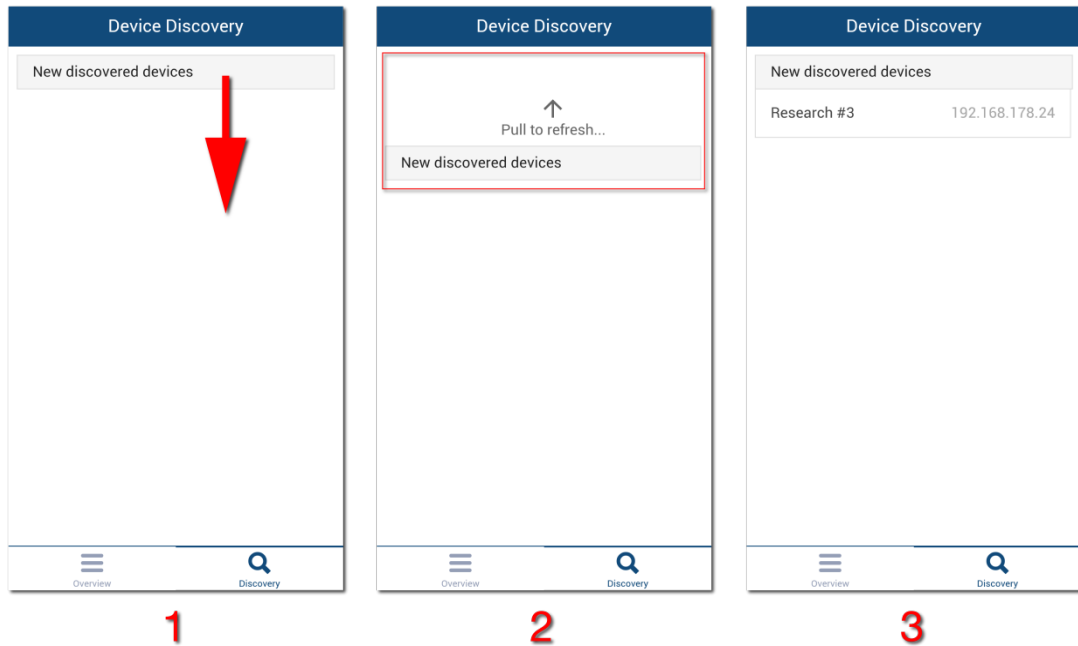 Device Discovery
New discovered devices
Overview
Discovery
1
Device Discovery
Pull to refresh...
New discovered devices
Overview
Discovery
2
Device Discovery
New discovered devices
Research #3 192.168.178.24
Overview
Discovery
3